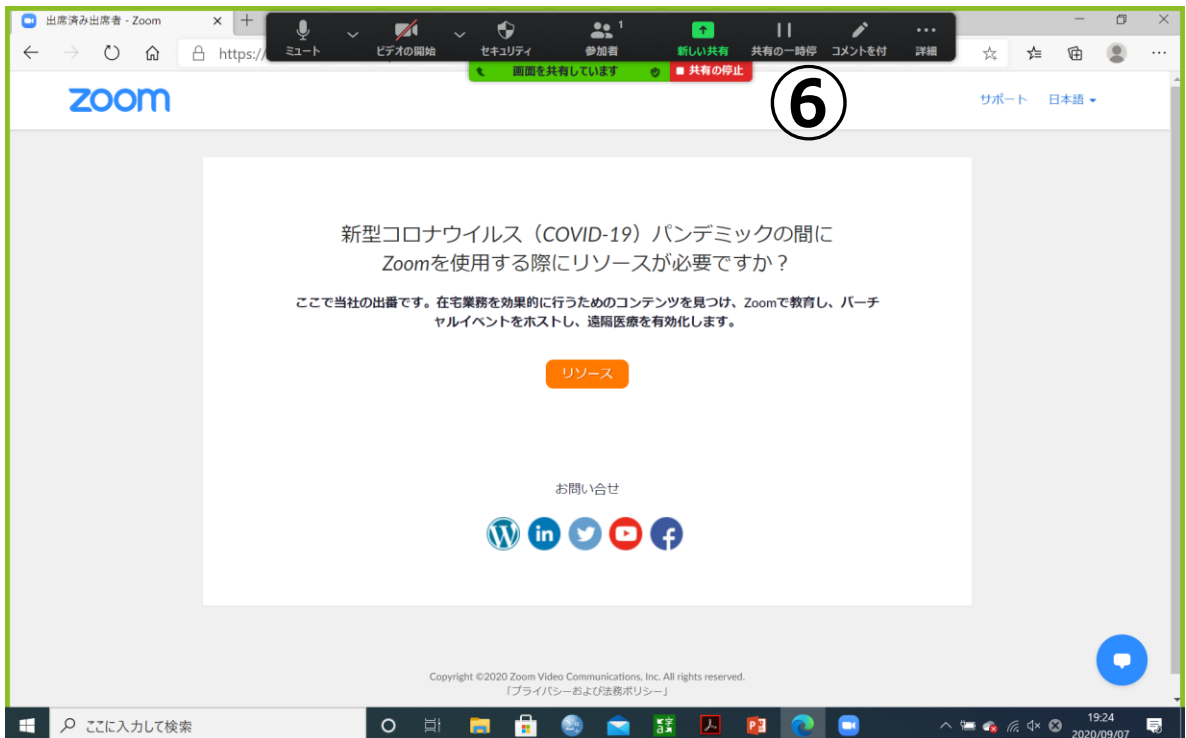 出席済み出席者 - Zoom
https://
ミュート
ビデオの開始
セキュリティ
1
参加者
新しい共有
共有の一時停
コメントを付
詳細
画面を共有しています
共有の停止
⑥
zoom
サポート
日本語
新型コロナウイルス（COVID-19）パンデミックの間に
Zoomを使用する際にリソースが必要ですか？
ここで当社の出番です。在宅業務を効果的に行うためのコンテンツを見つけ、Zoomで教育し、バーチ
ャルイベントをホストし、遠隔医療を有効化します。
リソース
お問い合せ
Copyright ©2020 Zoom Video Communications, Inc. All rights reserved.
「プライバシーおよび法務ポリシー」
ここに入力して検索
19:24
2020/09/07